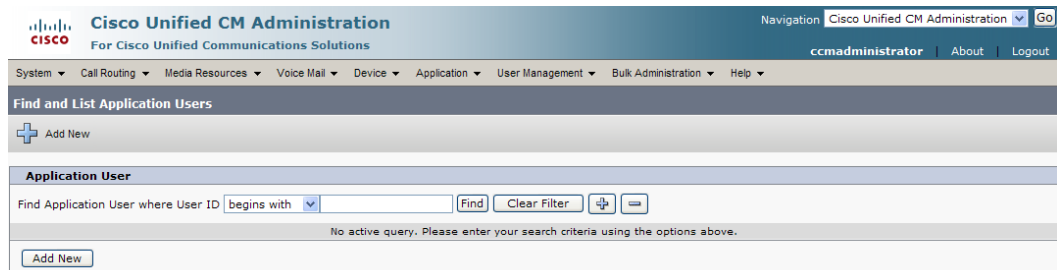 Cisco Unified CM Administration
Navigation Cisco Unified CM Administration Go
CISCO For Cisco Unified Communications Solutions
ccmadministrator | About | Logout
System Call Routing Media Resources Voice Mail Device Application User Management Bulk Administration Help
Find and List Application Users
Add New
Application User
Find Application User where User ID begins with Find Clear Filter
No active query. Please enter your search criteria using the options above.
Add New